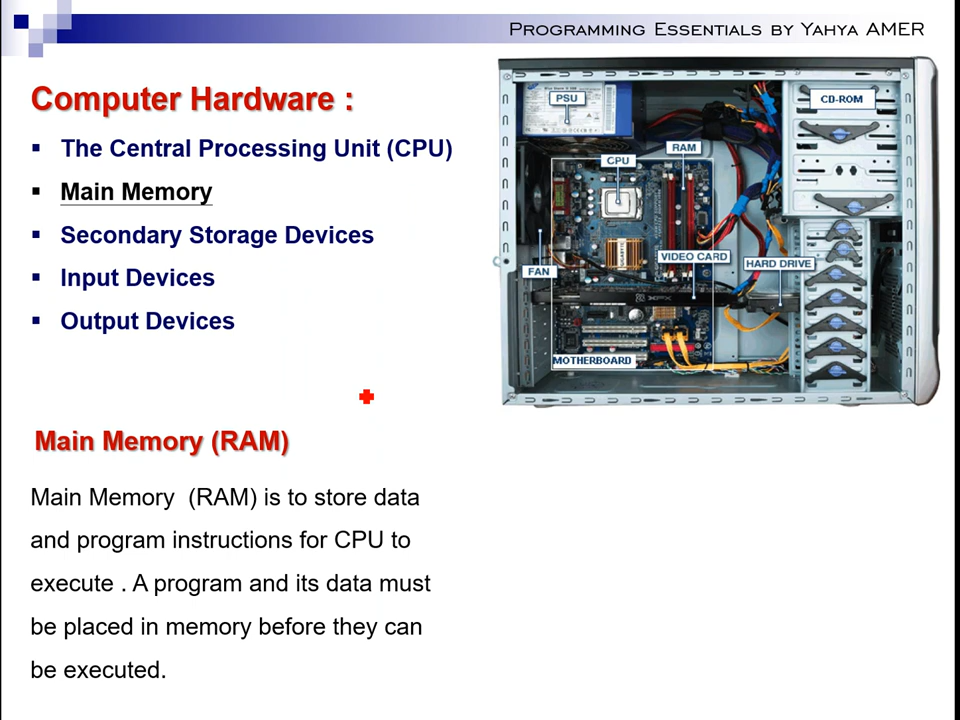 PROGRAMMING ESSENTIALS BY YAHYA AMER
Computer Hardware :
The Central Processing Unit (CPU)
Main Memory
Secondary Storage Devices
Input Devices
Output Devices
PSU
CD-ROM
CPU
RAM
VIDEO CARD
HARD DRIVE
FAN
GIGABYTE
XFX
MOTHERBOARD
Main Memory (RAM)
Main Memory (RAM) is to store data
and program instructions for CPU to
execute . A program and its data must
be placed in memory before they can
be executed.